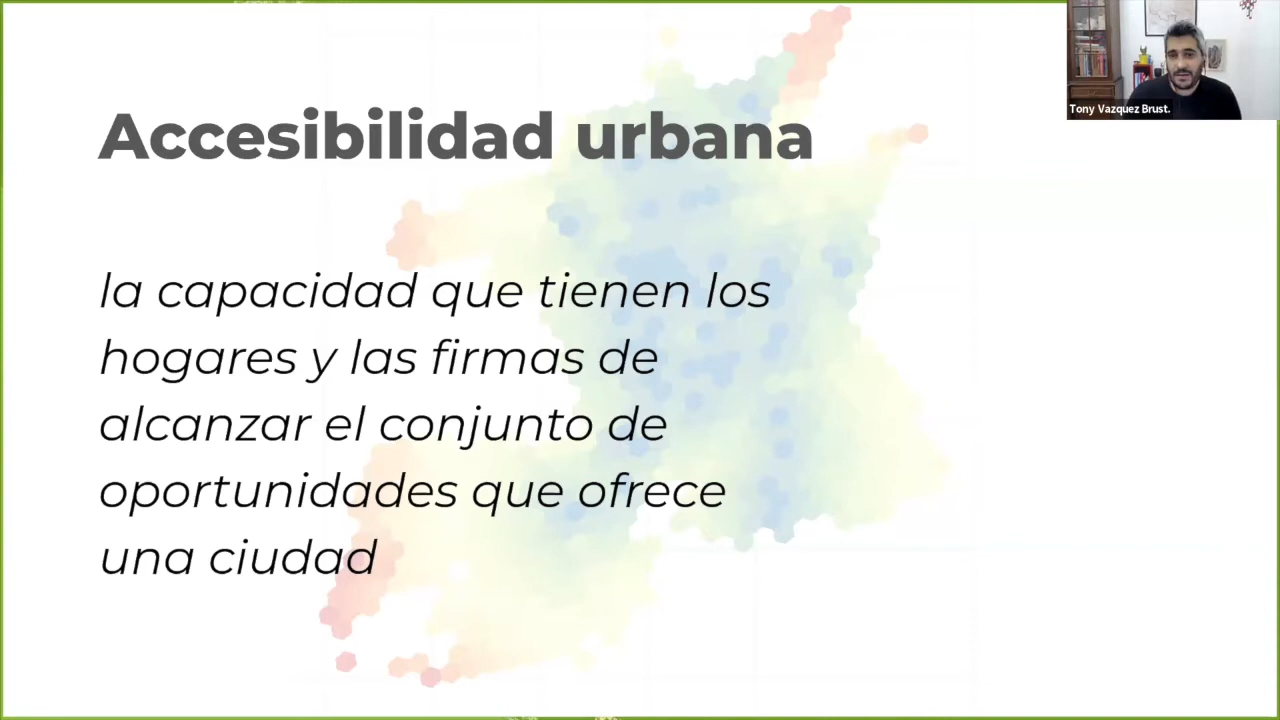 Tony Vazquez Brust.
Accesibilidad urbana
la capacidad que tienen los
hogares y las firmas de
alcanzar el conjunto de
oportunidades que ofrece
una ciudad